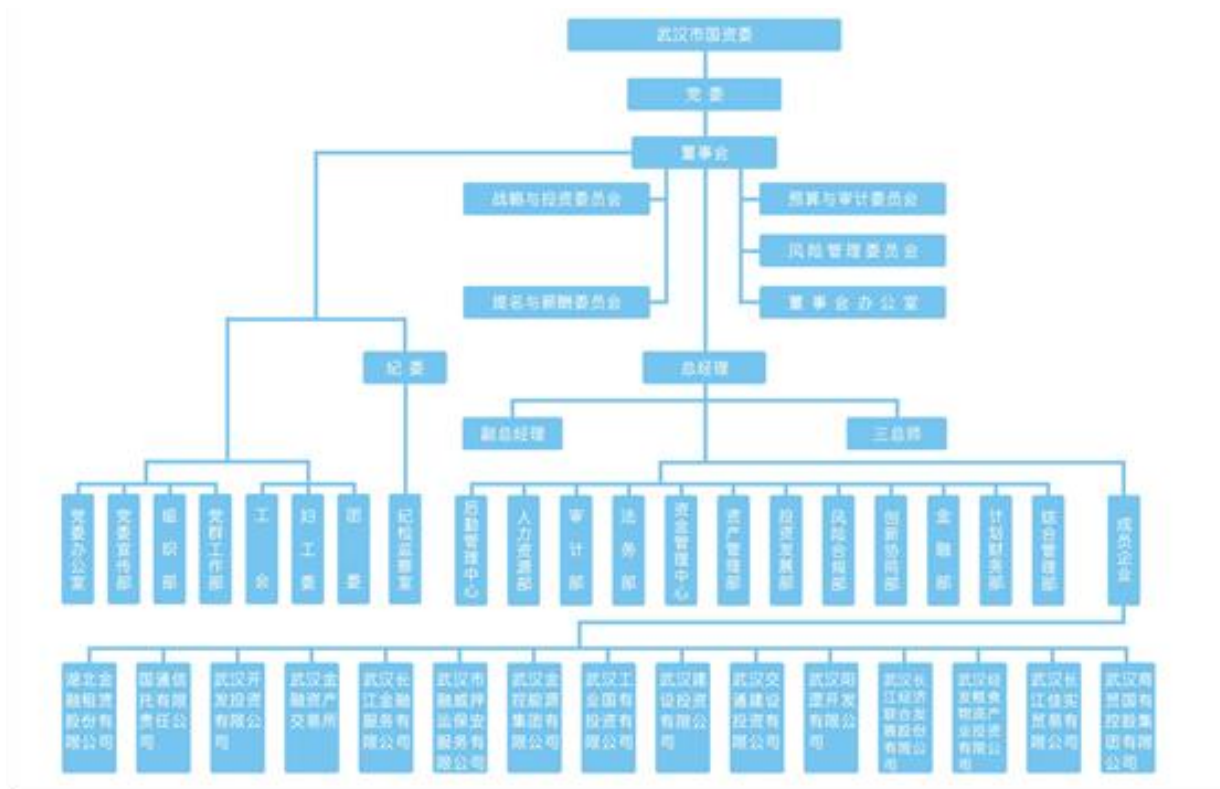 武汉市国资委
党委
董事会
战略与投资委员会
预算与审计委员会
风险管理委员会
提名与薪酬委员会
董事会办公室
纪委
总经理
副总经理
三总师
党委办公室
党委宣传部
组织部
党群工作部
工会
妇工委
团委
纪检监察室
后勤管理中心
人力资源部
审计部
法务部
资金管理中心
资产管理部
投资发展部
风险合规部
创新协同部
金融部
计划财务部
综合管理部
成员企业
湖北金
融租赁
股份有
限公司
国通信
托有限
责任公
司
武汉开
发投资
有限公
司
武汉金
融资产
交易所
武汉长
江金融
服务有
限公司
武汉市
融威押
运保安
服务有
限公司
武汉金
控能源
集团有
限公司
武汉工
业国有
投资有
限公司
武汉建
设投资
有限公
司
武汉交
通建设
投资有
限公司
武汉阳
逻开发
有限公
司
武汉长
江经济
联合发
展股份
有限公
司
武汉经
发粮食
物流产
业投资
有限公
司
武汉长
江
贸易有
限公司
武汉商
贸国有
控股集
团有限
公司